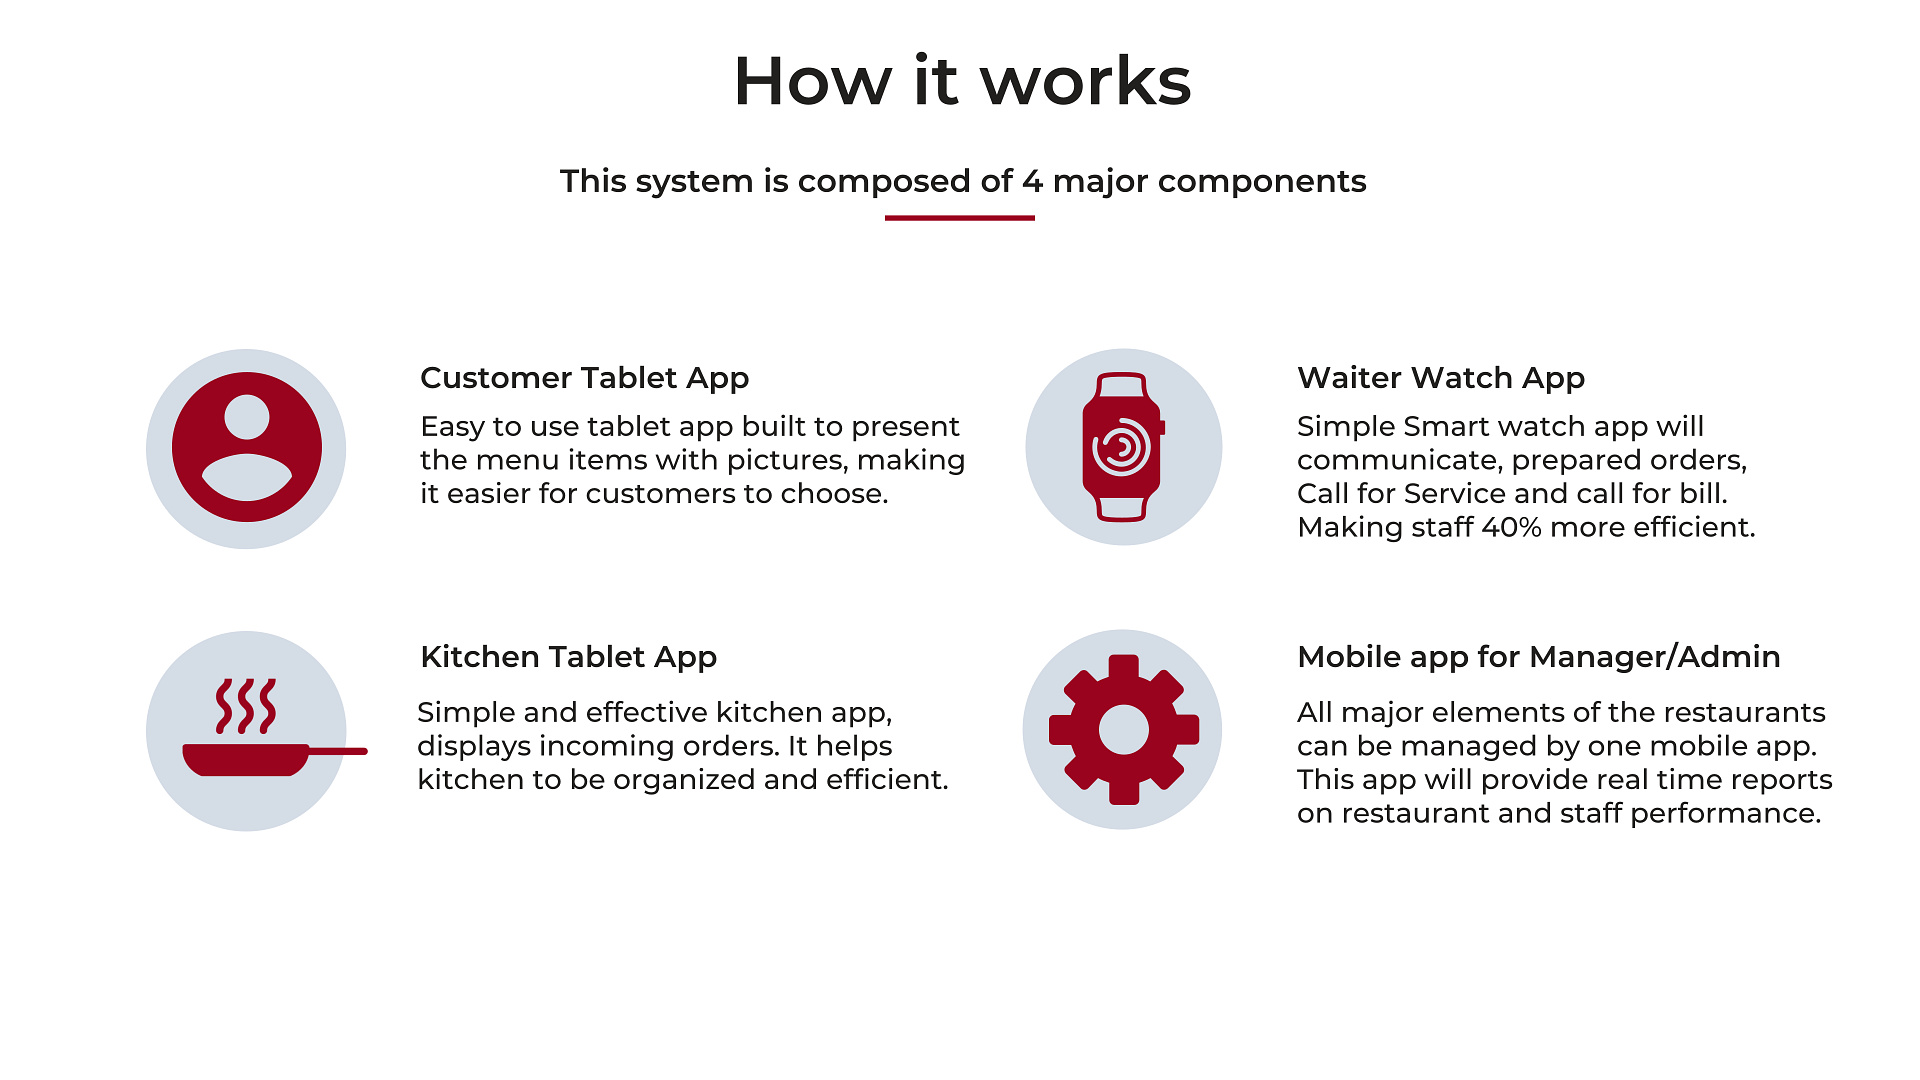 How it works
This system is composed of 4 major components
Customer Tablet App
Easy to use tablet app built to present
the menu items with pictures, making
it easier for customers to choose.
Waiter Watch App
Simple Smart watch app will
communicate, prepared orders,
Call for Service and call for bill.
Making staff 40% more efficient.
Kitchen Tablet App
Simple and effective kitchen app,
displays incoming orders. It helps
kitchen to be organized and efficient.
Mobile app for Manager/Admin
All major elements of the restaurants
can be managed by one mobile app.
This app will provide real time reports
on restaurant and staff performance.